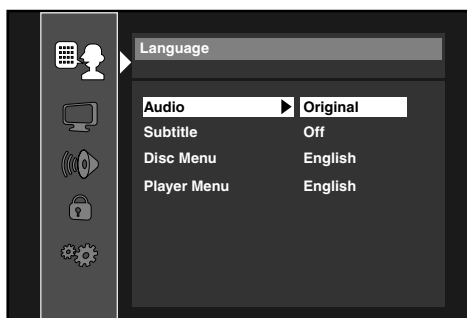 Language
Audio Original
Subtitle Off
Disc Menu English
Player Menu English